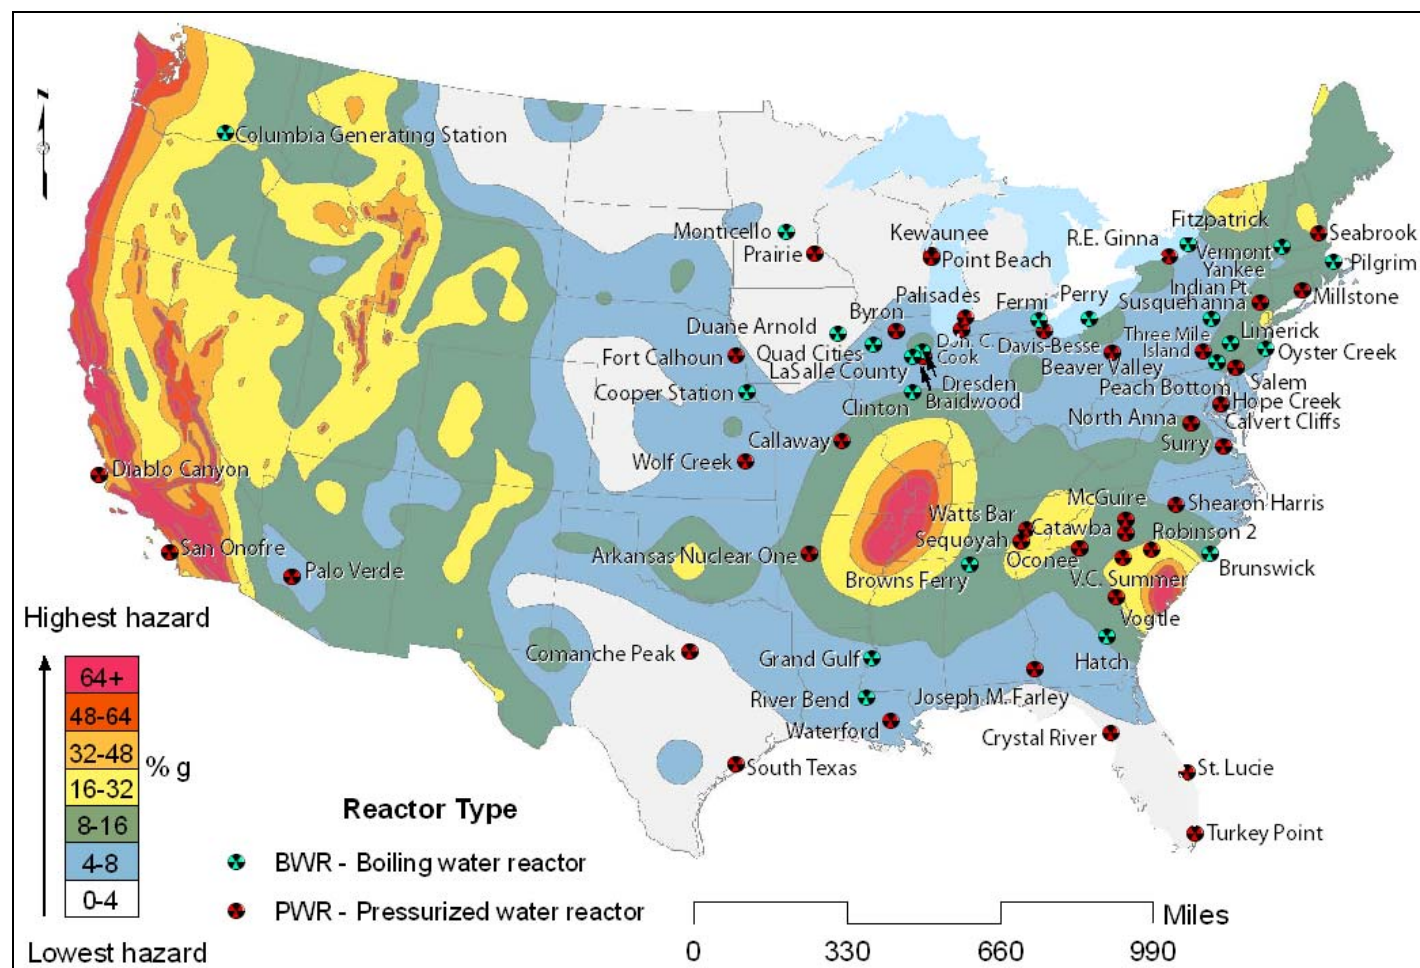 N
Columbia Generating Station
Monticello
Prairie
Kewaunee
Point Beach
Fitzpatrick
R.E. Ginna
Vermont
Yankee
Seabrook
Pilgrim
Indian Pt.
Millstone
Susquehanna
Palisades
Fermi
Perry
Byron
Duane Arnold
Three Mile
Island
Limerick
Oyster Creek
Don. C.
Cook
Davis-Besse
Beaver Valley
Fort Calhoun
Quad Cities
LaSalle County
Cooper Station
Dresden
Braidwood
Clinton
Peach Bottom
Salem
Hope Creek
Calvert Cliffs
North Anna
Surry
Callaway
Wolf Creek
Diablo Canyon
McGuire
Shearon Harris
Watts Bar
Catawba
Robinson 2
Sequoyah
Oconee
San Onofre
Arkansas Nuclear One
Palo Verde
Browns Ferry
V.C. Summer
Brunswick
Vogtle
Hatch
Comanche Peak
Grand Gulf
River Bend
Joseph M. Farley
Waterford
Crystal River
South Texas
St. Lucie
Turkey Point
Highest hazard
64+
48-64
32-48
16-32
8-16
4-8
0-4
% g
Lowest hazard
Reactor Type
BWR - Boiling water reactor
PWR - Pressurized water reactor
Miles
0 330 660 990